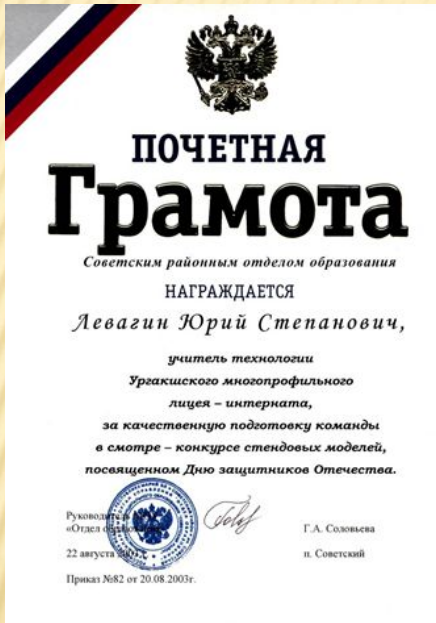 ПОЧЕТНАЯ
Грамота
Советским районным отделом образования
НАГРАЖДАЕТСЯ
Левагин Юрий Степанович,
учитель технологии
Ургакшского многопрофильного
лицея – интерната,
за качественную подготовку команды
в смотре – конкурсе стендовых моделей,
посвященном Дню защитников Отечества.
Руководитель
«Отдел
Г.А. Соловьева
22 августа
п. Советский
Приказ №82 от 20.08.2003г.